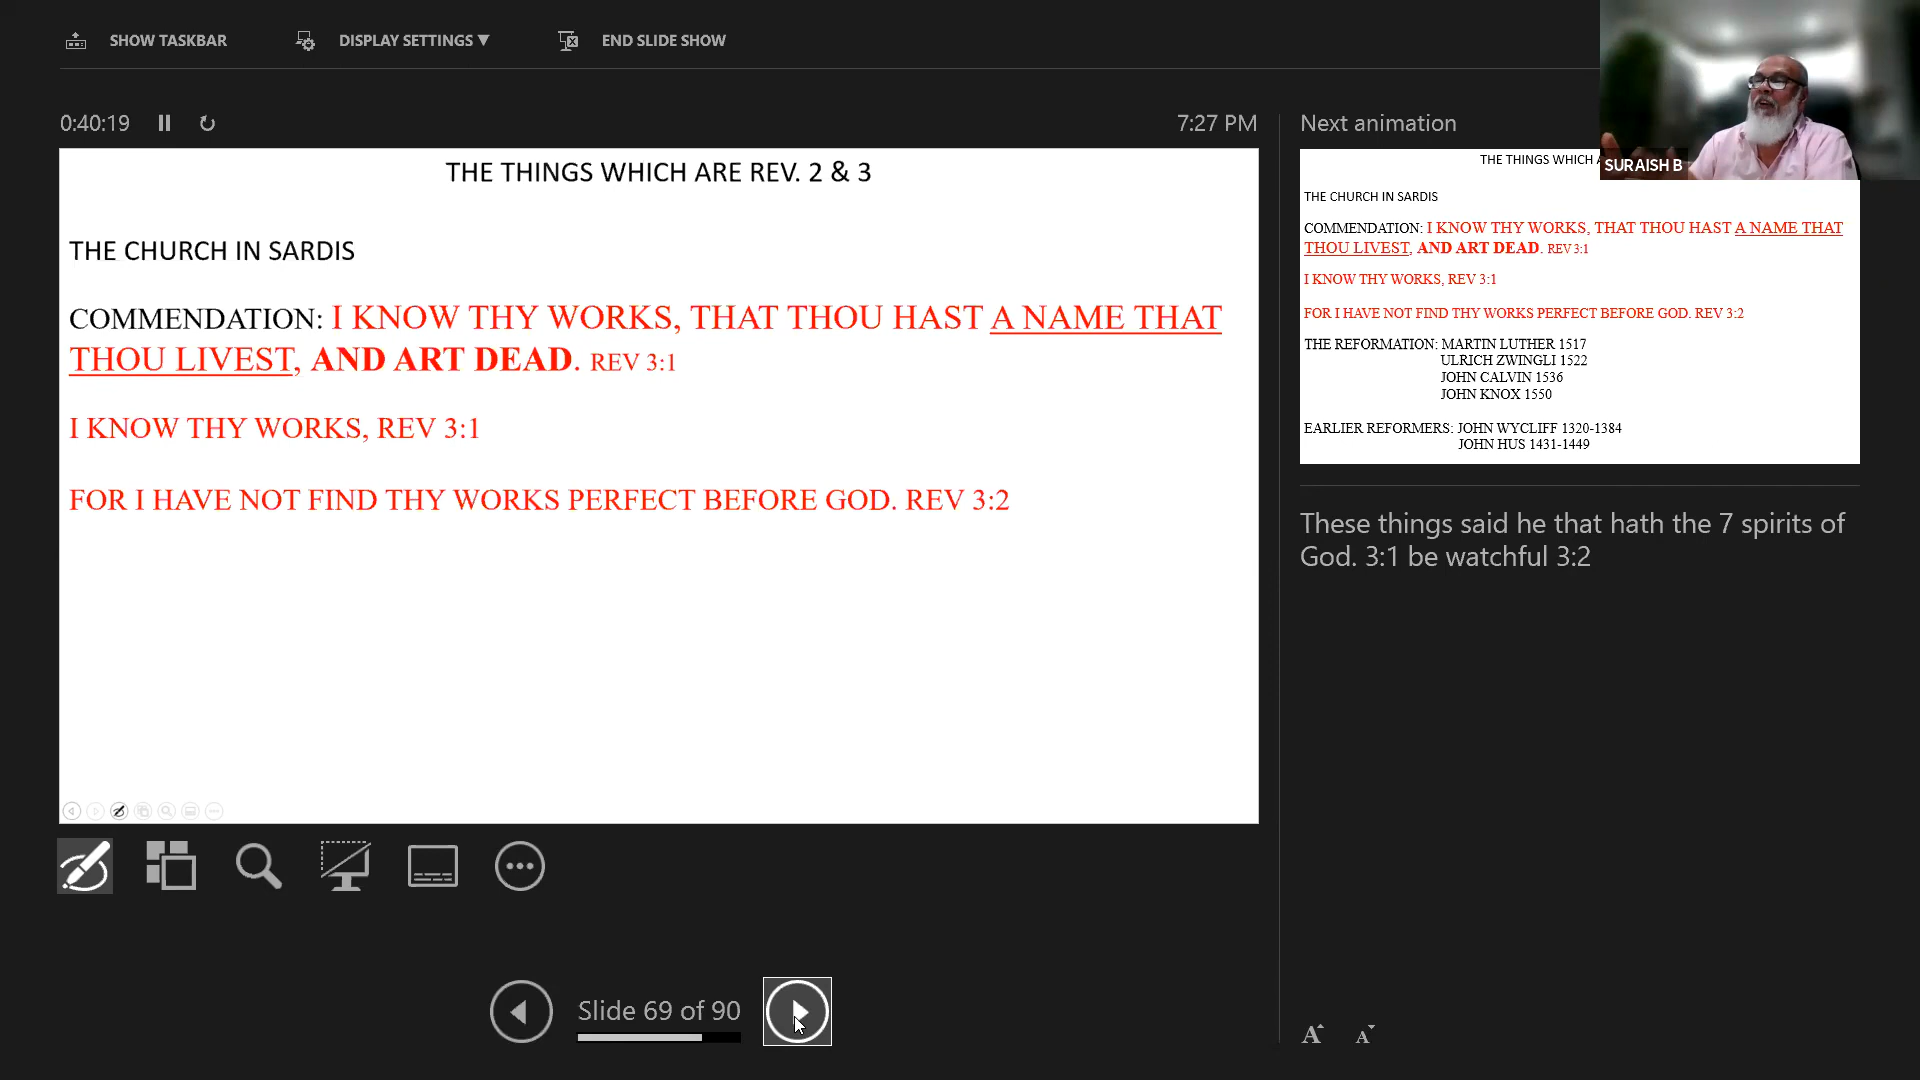 SHOW TASKBAR
DISPLAY SETTINGS ▼
END SLIDE SHOW
0:40:19
7:27 PM
THE THINGS WHICH ARE REV. 2 & 3
THE CHURCH IN SARDIS
COMMENDATION: I KNOW THY WORKS, THAT THOU HAST A NAME THAT
THOU LIVEST, AND ART DEAD. REV 3:1
I KNOW THY WORKS, REV 3:1
FOR I HAVE NOT FIND THY WORKS PERFECT BEFORE GOD. REV 3:2
Slide 69 of 90
Next animation
SURAISH B
THE THINGS WHICH
THE CHURCH IN SARDIS
COMMENDATION: I KNOW THY WORKS, THAT THOU HAST A NAME THAT
THOU LIVEST, AND ART DEAD. REV 3:1
I KNOW THY WORKS, REV 3:1
FOR I HAVE NOT FIND THY WORKS PERFECT BEFORE GOD. REV 3:2
THE REFORMATION: MARTIN LUTHER 1517
ULRICH ZWINGLI 1522
JOHN CALVIN 1536
JOHN KNOX 1550
EARLIER REFORMERS: JOHN WYCLIFF 1320-1384
JOHN HUS 1431-1449
These things said he that hath the 7 spirits of
God. 3:1 be watchful 3:2
A A